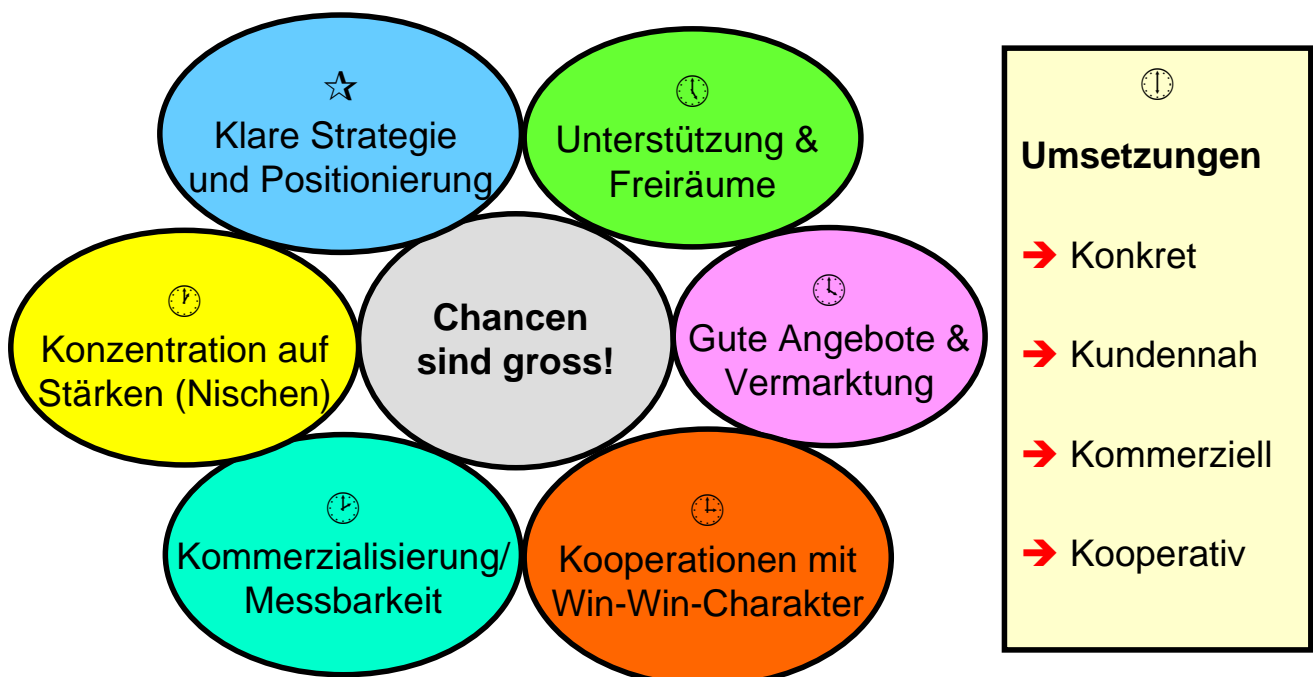 Klare Strategie
und Positionierung
Unterstützung &
Freiräume
Konzentration auf
Stärken (Nischen)
Chancen
sind gross!
Gute Angebote &
Vermarktung
Kommerzialisierung/
Messbarkeit
Kooperationen mit
Win-Win-Charakter
Umsetzungen
➔ Konkret
➔ Kundennah
➔ Kommerziell
➔ Kooperativ